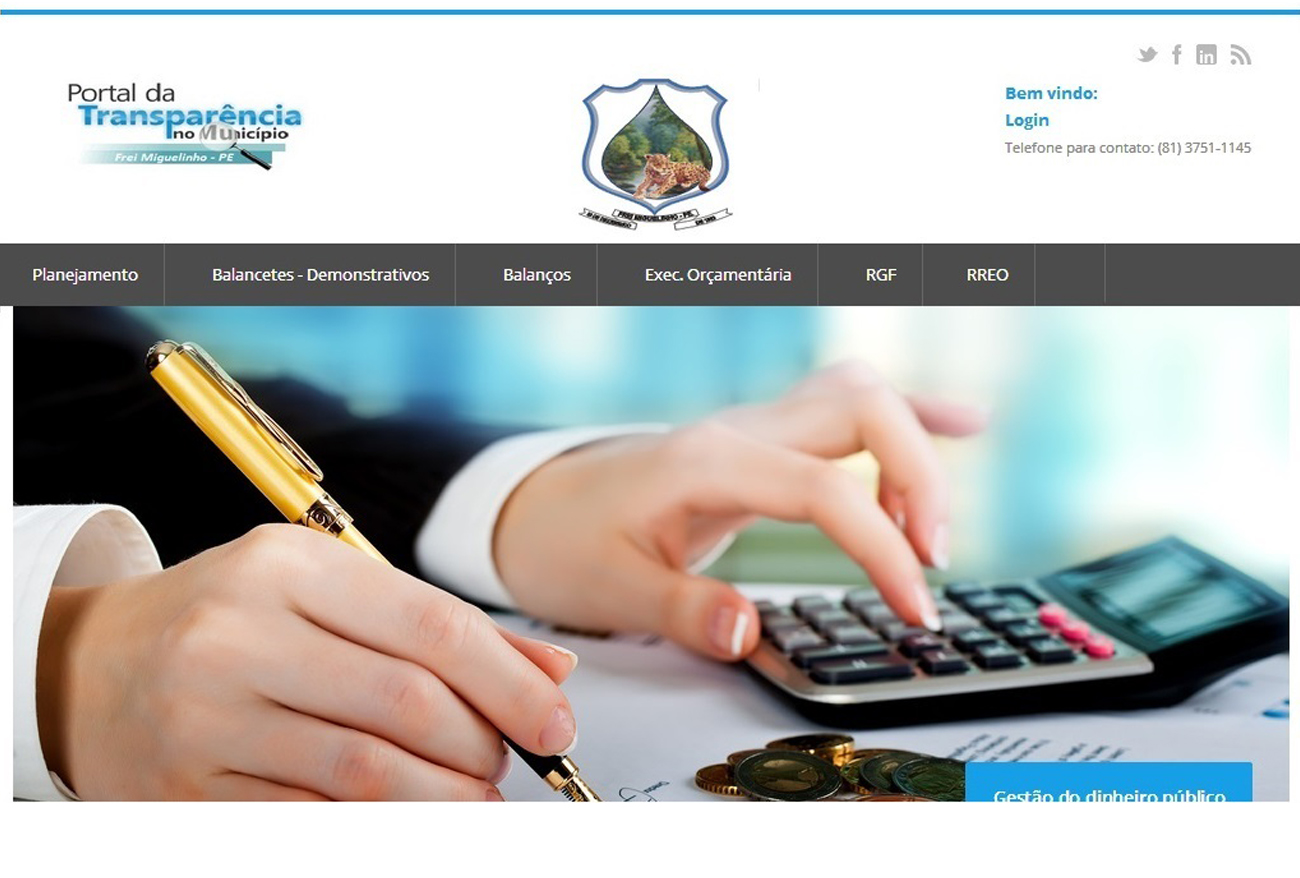 Portal da
Transparência
no Município
Frei Miguelinho - PE
FREI MIGUELINHO - PE
Bem vindo:
Login
Telefone para contato: (81) 3751-1145
Planejamento
Balancetes - Demonstrativos
Balanços
Exec. Orçamentária
RGF
RREO
Gestão do dinheiro público